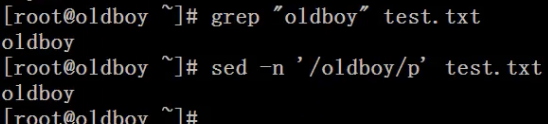 [root@oldboy ~]# grep "oldboy" test.txt
oldboy
[root@oldboy ~]# sed -n '/oldboy/p' test.txt
oldboy
[root@oldboy ~]#